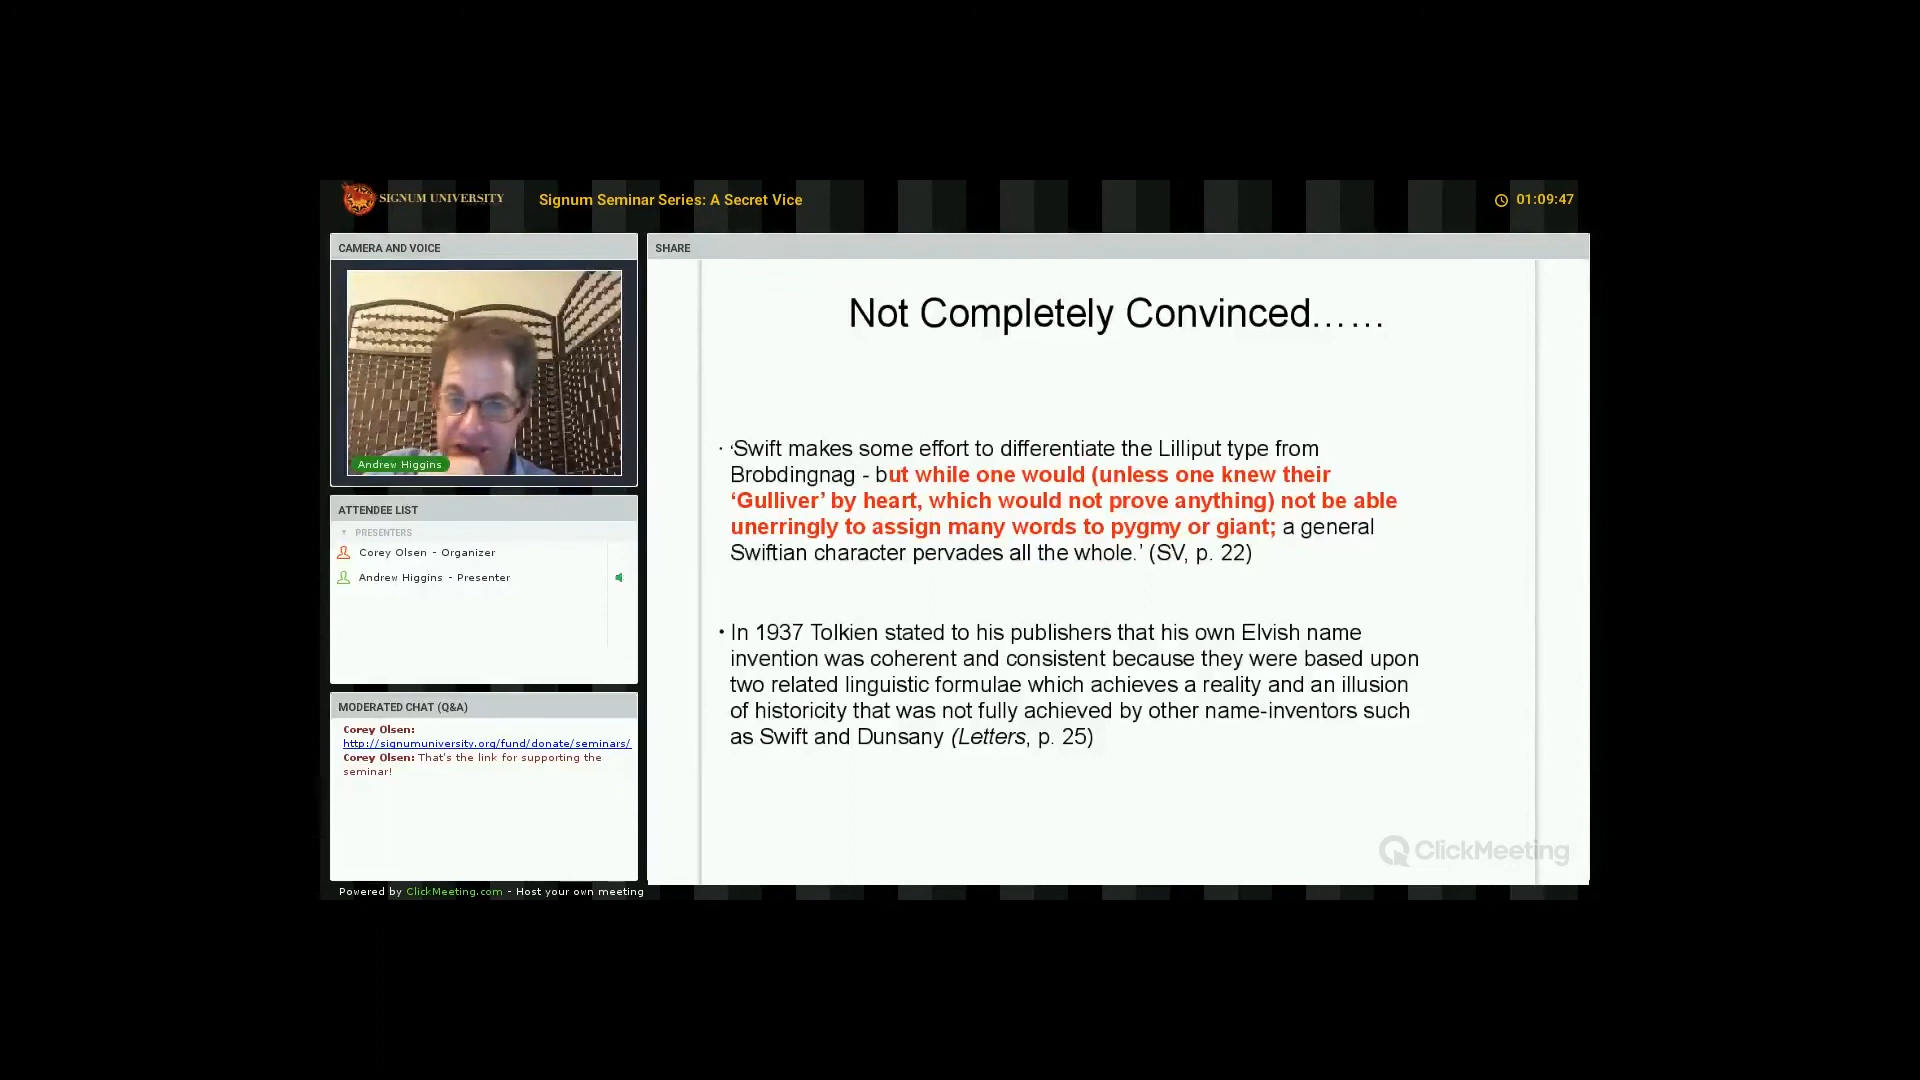 SIGNUM UNIVERSITY
Signum Seminar Series: A Secret Vice
01:09:47
CAMERA AND VOICE
Andrew Higgins
ATTENDEE LIST
PRESENTERS
Corey Olsen - Organizer
Andrew Higgins - Presenter
MODERATED CHAT (Q&A)
Corey Olsen:
http://signumuniversity.org/fund/donate/seminars/
Corey Olsen: That's the link for supporting the
seminar!
Powered by ClickMeeting.com - Host your own meeting
SHARE
Not Completely Convinced……
· ‘Swift makes some effort to differentiate the Lilliput type from
Brobdingnag - but while one would (unless one knew their
‘Gulliver’ by heart, which would not prove anything) not be able
unerringly to assign many words to pygmy or giant; a general
Swiftian character pervades all the whole.’ (SV, p. 22)
• In 1937 Tolkien stated to his publishers that his own Elvish name
invention was coherent and consistent because they were based upon
two related linguistic formulae which achieves a reality and an illusion
of historicity that was not fully achieved by other name-inventors such
as Swift and Dunsany (Letters, p. 25)
ClickMeeting